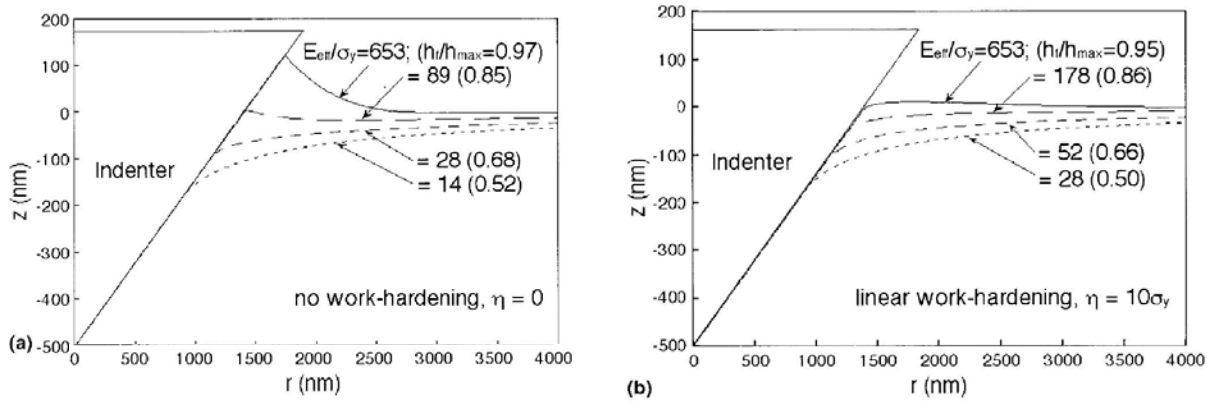 200
100
0
-100
-200
-300
-400
-500
z (nm)
E_eff/σ_y=653; (h_f/h_max=0.97)
= 89 (0.85)
= 28 (0.68)
= 14 (0.52)
Indenter
no work-hardening, η = 0
(a)
0 500 1000 1500 2000 2500 3000 3500 4000
r (nm)
200
100
0
-100
-200
-300
-400
-500
z (nm)
E_eff/σ_y=653; (h_f/h_max=0.95)
= 178 (0.86)
= 52 (0.66)
= 28 (0.50)
Indenter
linear work-hardening, η = 10σ_y
(b)
0 500 1000 1500 2000 2500 3000 3500 4000
r (nm)